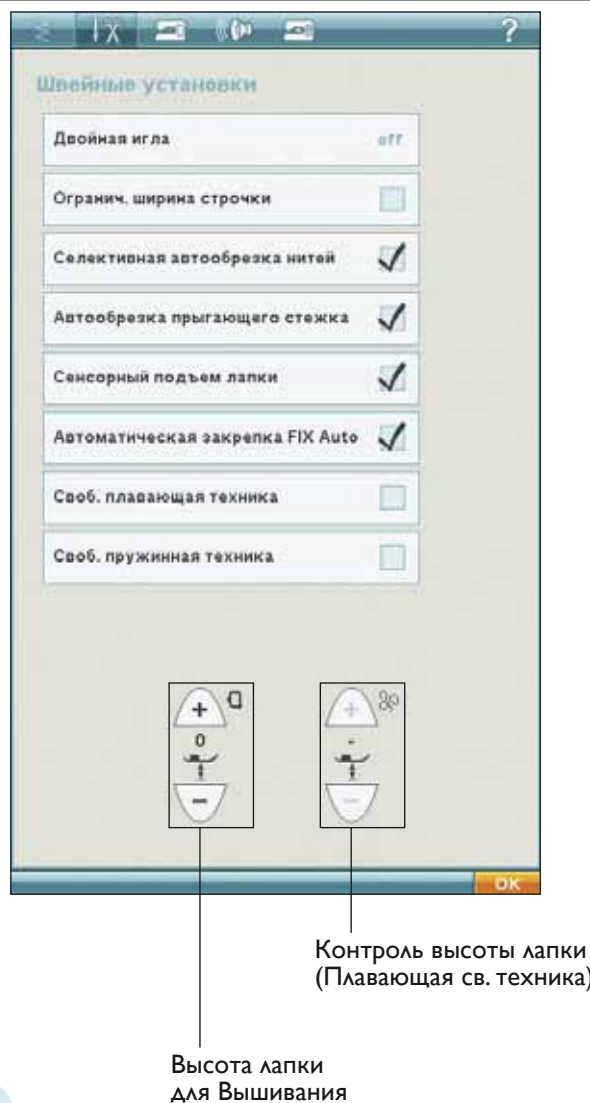 ?
Швейные установки
Двойная игла off
Огранич. ширина строчки
Селективная автообрезка нитей
Автообрезка прыгающего стежка
Сенсорный подъем лапки
Автоматическая закрепка FIX Auto
Своб. плавающая техника
Своб. пружинная техника
+ +
0 -
- -
OK
Контроль высоты лапки
(Плавающая св. техника)
Высота лапки
для Вышивания